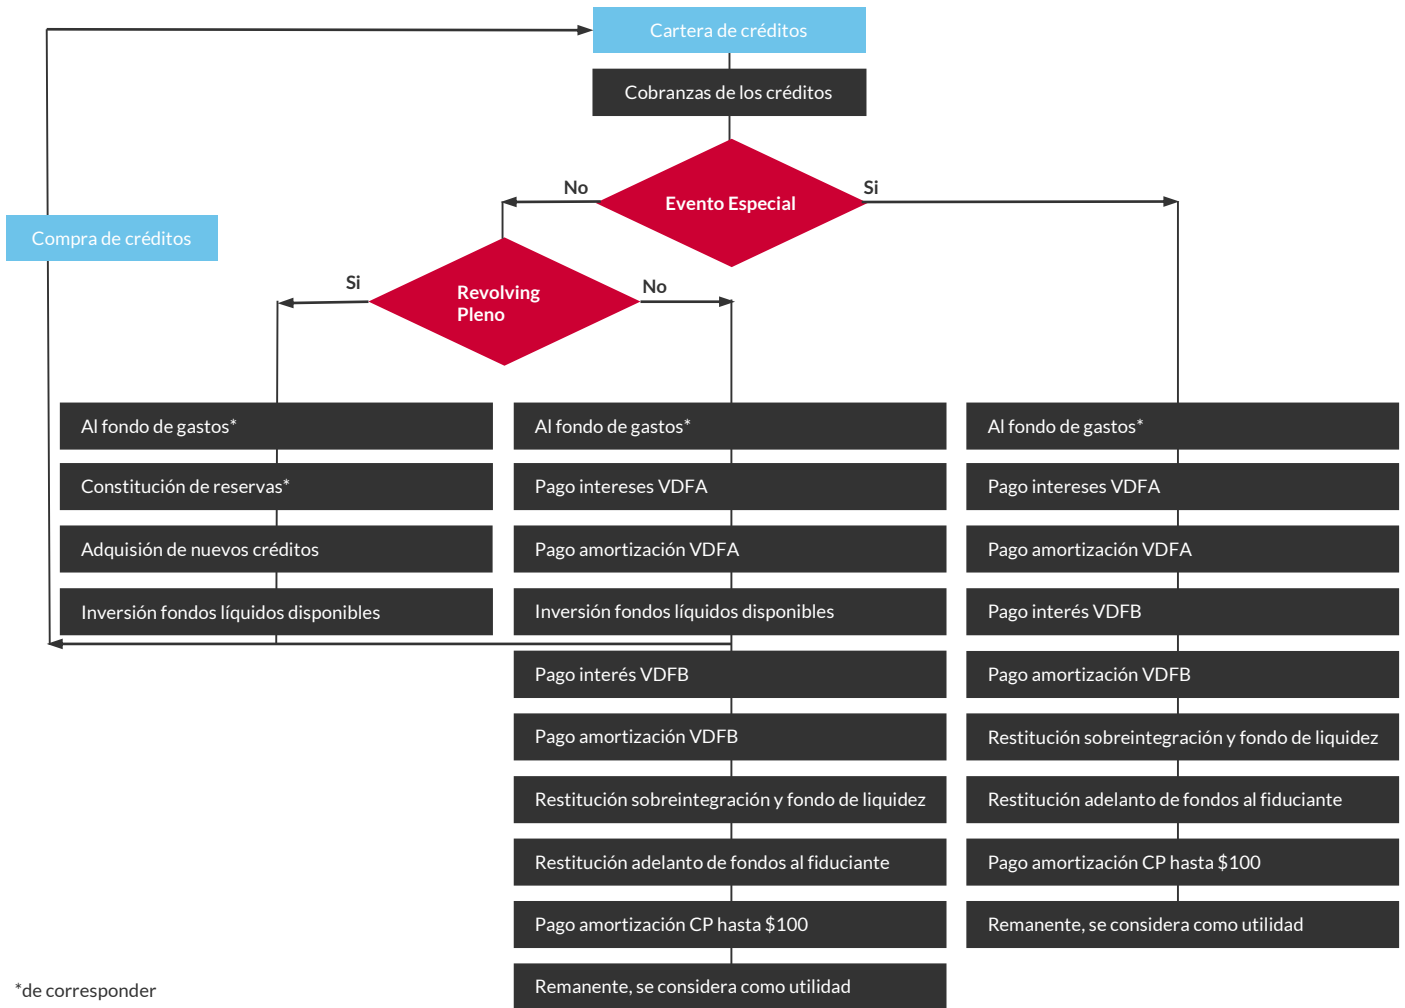 Cartera de créditos
Cobranzas de los créditos
No
Evento Especial
Si
Compra de créditos
Si
Revolving
Pleno
No
Al fondo de gastos*
Constitución de reservas*
Adquisión de nuevos créditos
Inversión fondos líquidos disponibles
Al fondo de gastos*
Pago intereses VDFA
Pago amortización VDFA
Inversión fondos líquidos disponibles
Pago interés VDFB
Pago amortización VDFB
Restitución sobreintegración y fondo de liquidez
Restitución adelanto de fondos al fiduciante
Pago amortización CP hasta $100
Remanente, se considera como utilidad
Al fondo de gastos*
Pago intereses VDFA
Pago amortización VDFA
Pago interés VDFB
Pago amortización VDFB
Restitución sobreintegración y fondo de liquidez
Restitución adelanto de fondos al fiduciante
Pago amortización CP hasta $100
Remanente, se considera como utilidad
*de corresponder